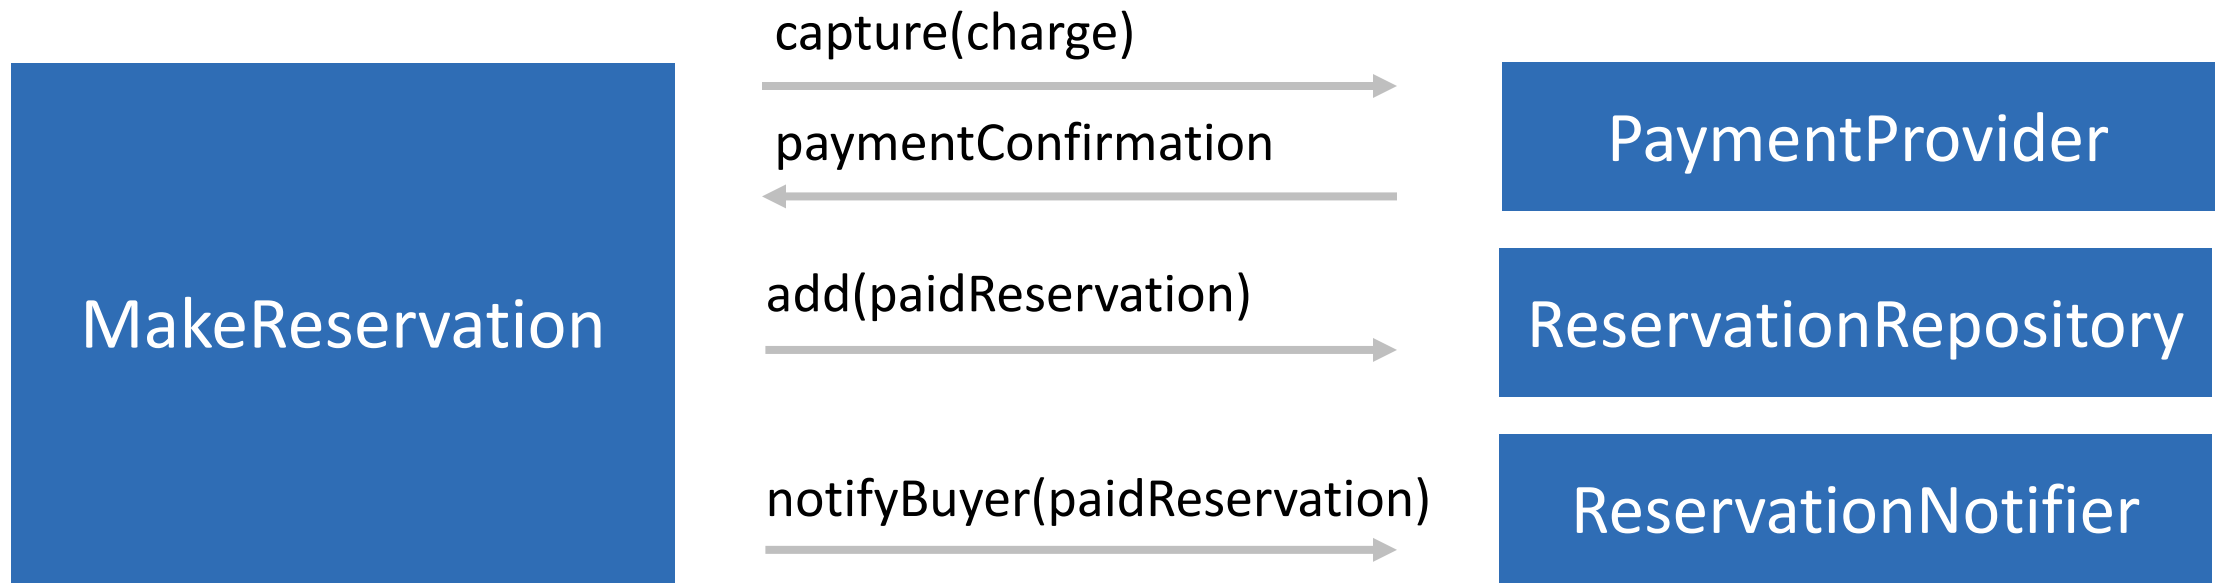 capture(charge)
PaymentProvider
paymentConfirmation
add(paidReservation)
MakeReservation
ReservationRepository
notifyBuyer(paidReservation)
ReservationNotifier